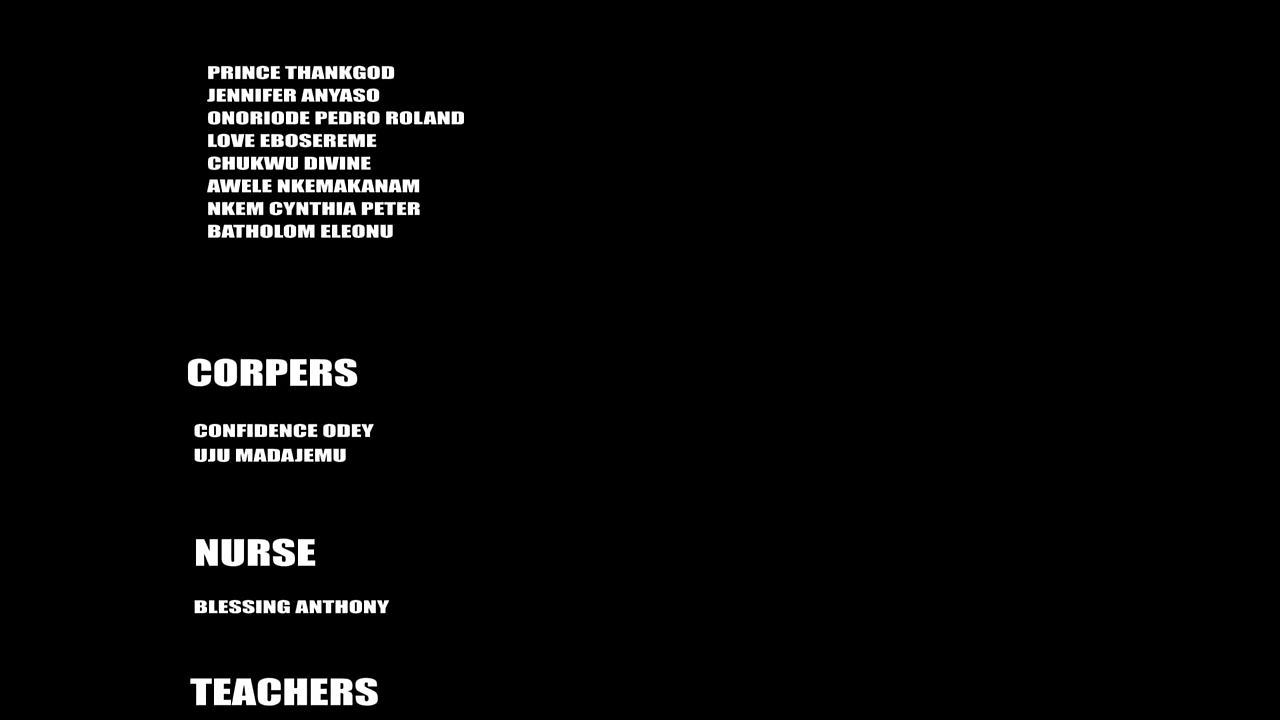 PRINCE THANKGOD
JENNIFER ANYASO
ONORIODE PEDRO ROLAND
LOVE EBOSEREME
CHUKWU DIVINE
AWELE NKEMAKANAM
NKEM CYNTHIA PETER
BATHOLOM ELEONU
CORPERS
CONFIDENCE ODEY
UJU MADAJEMU
NURSE
BLESSING ANTHONY
TEACHERS